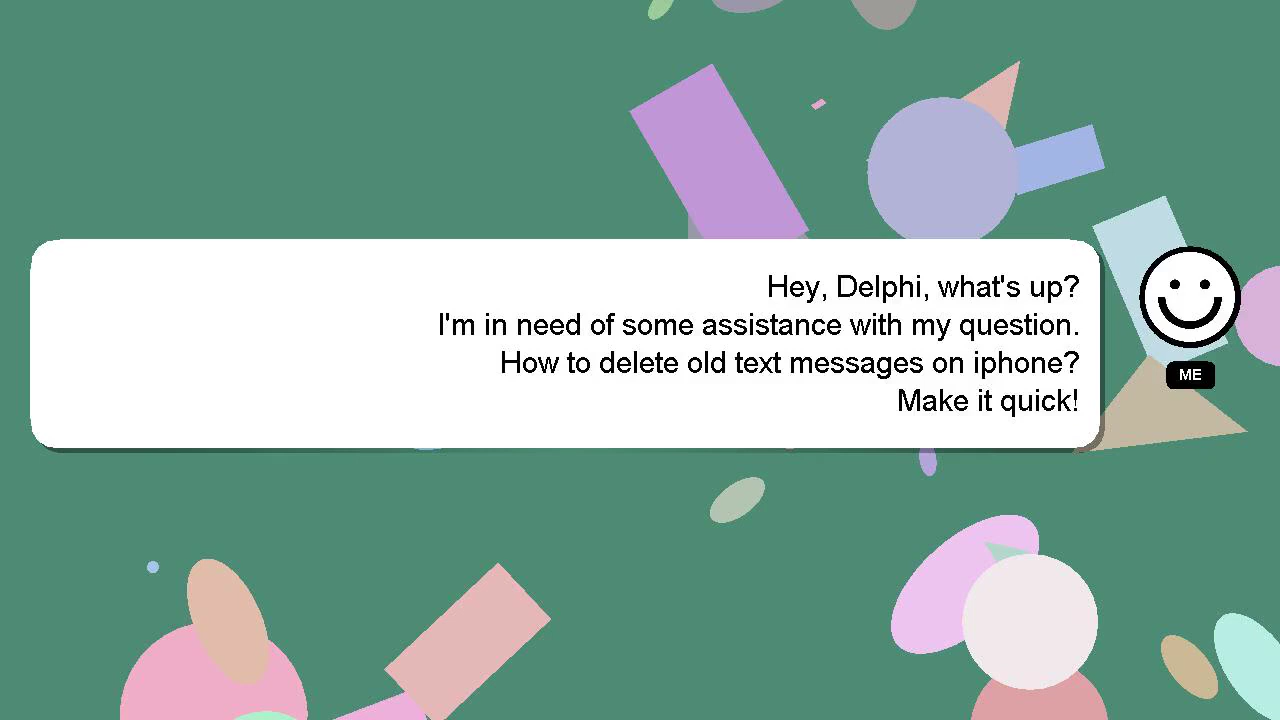 Hey, Delphi, what's up?
I'm in need of some assistance with my question.
How to delete old text messages on iphone?
Make it quick!
ME